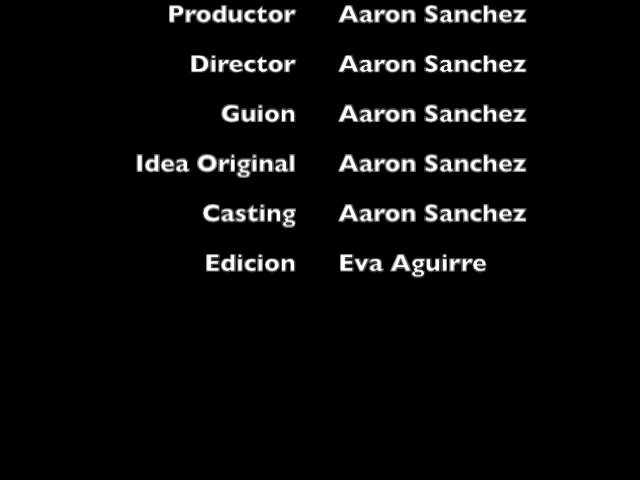 Productor Aaron Sanchez
Director Aaron Sanchez
Guion Aaron Sanchez
Idea Original Aaron Sanchez
Casting Aaron Sanchez
Edicion Eva Aguirre